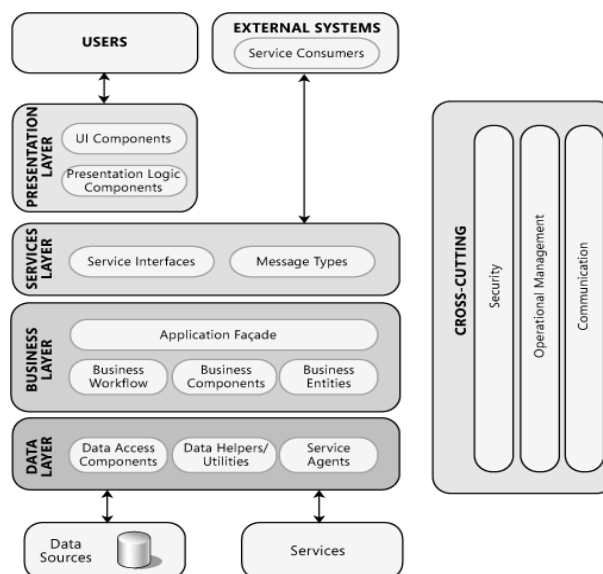 USERS
EXTERNAL SYSTEMS
Service Consumers
PRESENTATION
LAYER
UI Components
Presentation Logic
Components
SERVICES
LAYER
Service Interfaces
Message Types
BUSINESS
LAYER
Application Façade
Business
Workflow
Business
Components
Business
Entities
DATA
LAYER
Data Access
Components
Data Helpers/
Utilities
Service
Agents
Data
Sources
Services
CROSS-CUTTING
Security
Operational Management
Communication